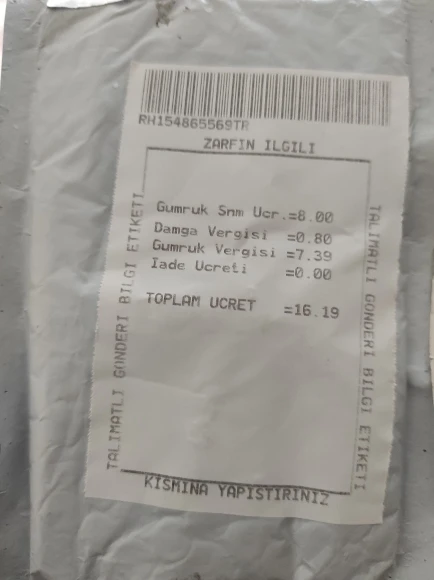 RH154865569TR
ZARFIN ILGILI
Gumruk Snm Ucr.=8.00
Damga Vergisi =0.80
Gumruk Vergisi =7.39
Iade Ucreti =0.00
TOPLAM UCRET =16.19
TALIMATLI GONDERI BILGI ETIKETI
TALIMATLI GONDERI BILGI ETIKETI
KISMINA YAPISTIRINIZ